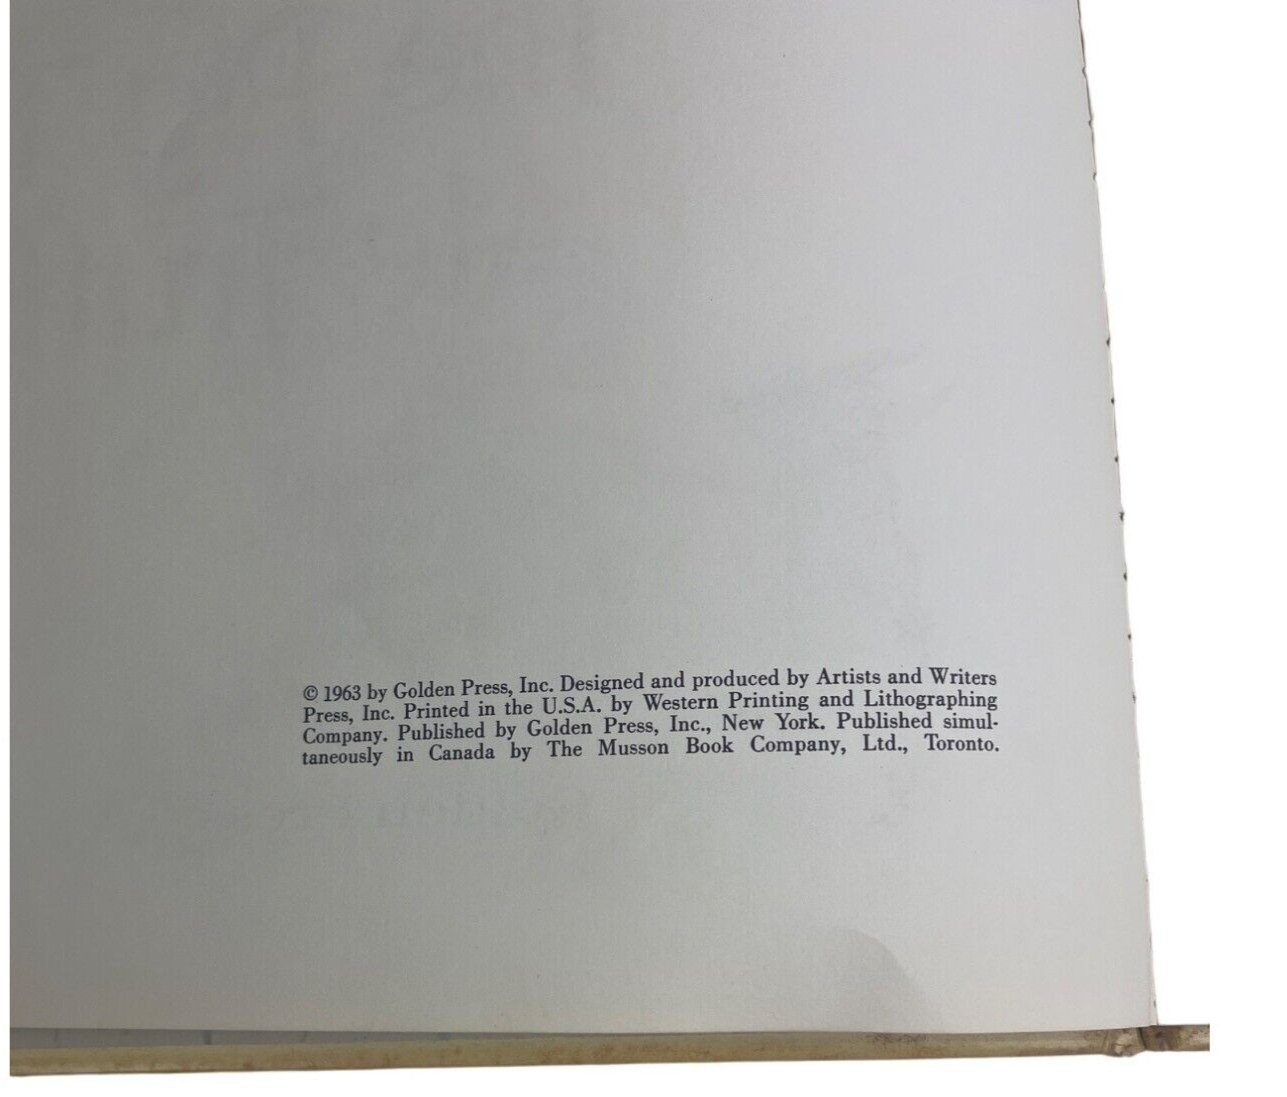 © 1963 by Golden Press, Inc. Designed and produced by Artists and Writers
Press, Inc. Printed in the U.S.A. by Western Printing and Lithographing
Company. Published by Golden Press, Inc., New York. Published simul-
taneously in Canada by The Musson Book Company, Ltd., Toronto.